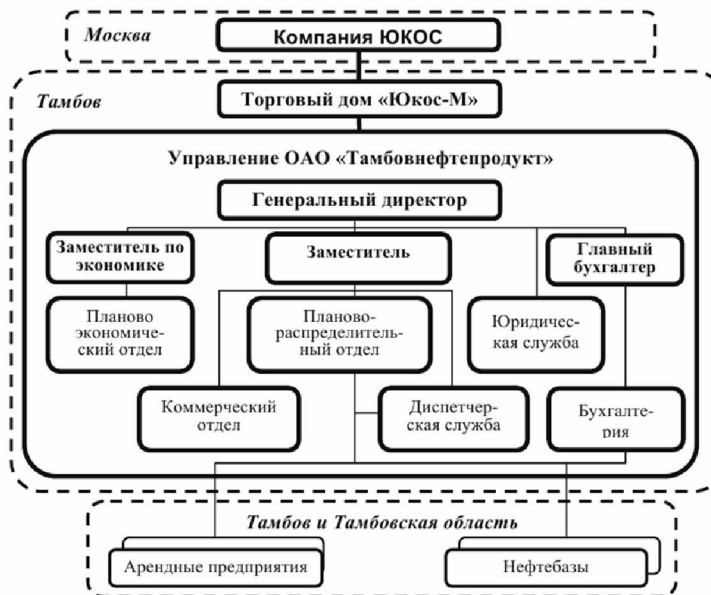 Москва
Компания ЮКОС
Тамбов
Торговый дом «Юкос-М»
Управление ОАО «Тамбовнефтепродукт»
Генеральный директор
Заместитель по
экономике
Заместитель
Главный
бухгалтер
Планово
экономиче-
ский отдел
Планово-
распределитель-
ный отдел
Юридичес-
кая служба
Коммерческий
отдел
Диспетчер-
ская служба
Бухгалте-
рия
Тамбов и Тамбовская область
Арендные предприятия
Нефтебазы